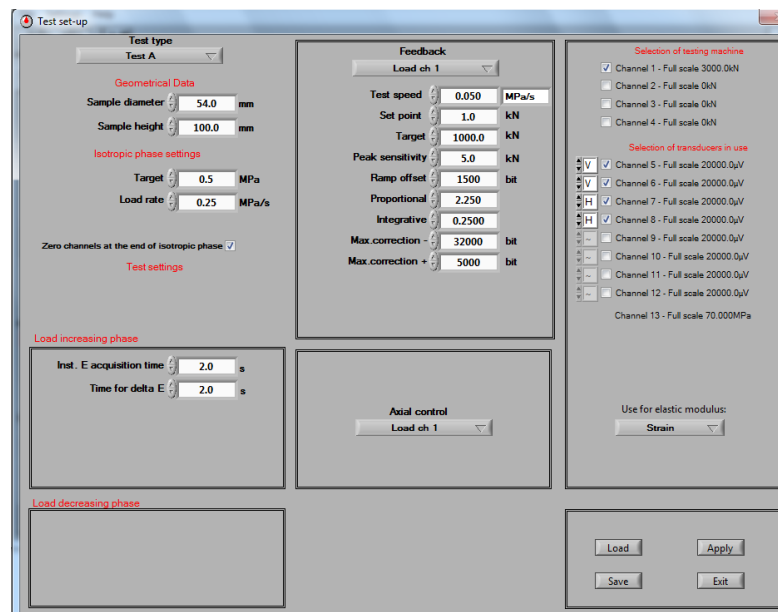 Test set-up
Test type
Test A
Geometrical Data
Sample diameter 54.0 mm
Sample height 100.0 mm
Isotropic phase settings
Target 0.5 MPa
Load rate 0.25 MPa/s
Zero channels at the end of isotropic phase
Test settings
Load increasing phase
Inst. E acquisition time 2.0 s
Time for delta E 2.0 s
Load decreasing phase
Feedback
Load ch 1
Test speed 0.050 MPa/s
Set point 1.0 kN
Target 1000.0 kN
Peak sensitivity 5.0 kN
Ramp offset 1500 bit
Proportional 2.250
Integrative 0.2500
Max.correction - 32000 bit
Max.correction + 5000 bit
Axial control
Load ch 1
Selection of testing machine
Channel 1 - Full scale 3000.0kN
Channel 2 - Full scale 0kN
Channel 3 - Full scale 0kN
Channel 4 - Full scale 0kN
Selection of transducers in use
V Channel 5 - Full scale 20000.0µV
V Channel 6 - Full scale 20000.0µV
H Channel 7 - Full scale 20000.0µV
H Channel 8 - Full scale 20000.0µV
~ Channel 9 - Full scale 20000.0µV
~ Channel 10 - Full scale 20000.0µV
~ Channel 11 - Full scale 20000.0µV
~ Channel 12 - Full scale 20000.0µV
Channel 13 - Full scale 70.000MPa
Use for elastic modulus:
Strain
Load Apply
Save Exit